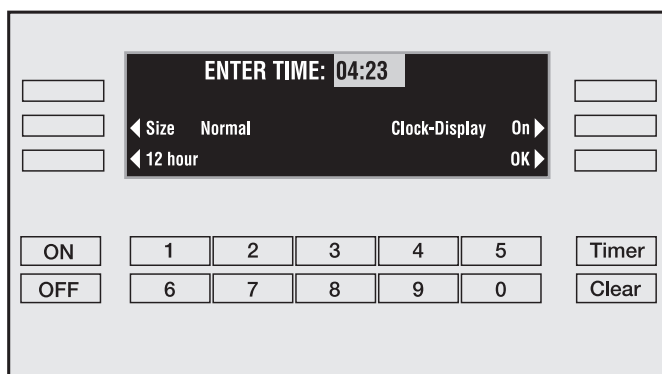 ENTER TIME: 04:23
Size Normal Clock-Display On
12 hour OK
ON 1 2 3 4 5 Timer
OFF 6 7 8 9 0 Clear